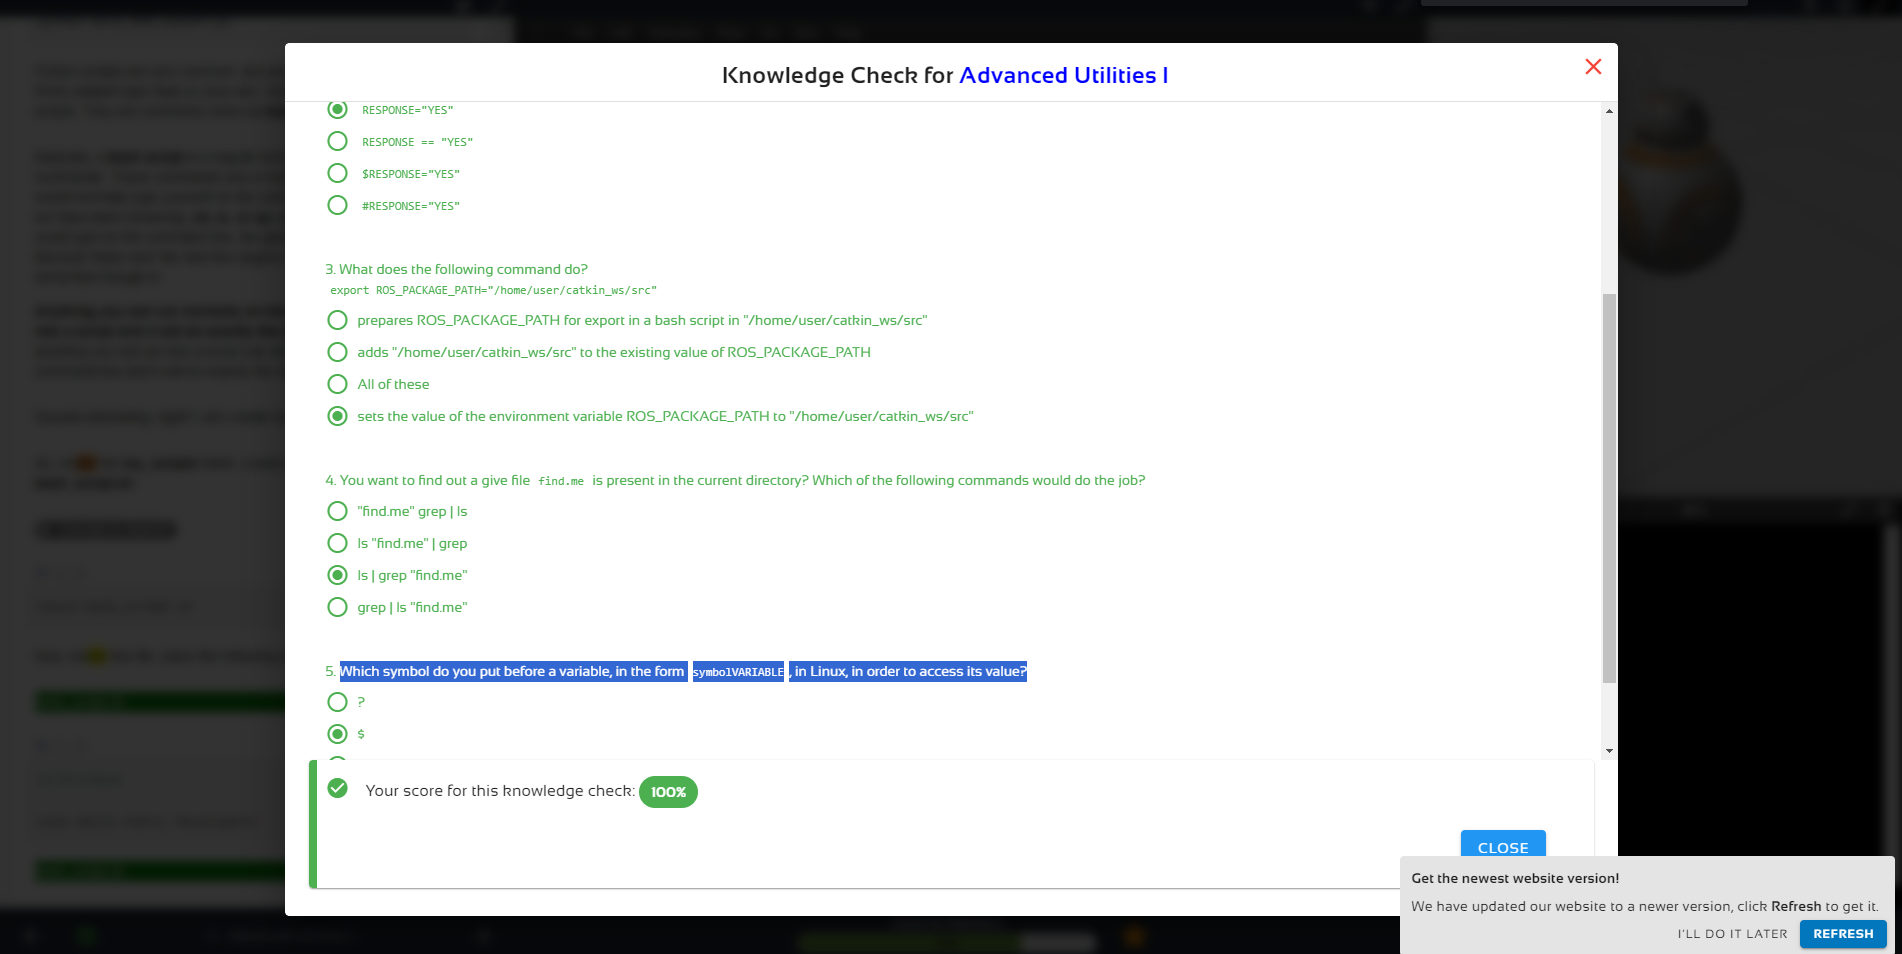 Knowledge Check for Advanced Utilities I
RESPONSE="YES"
RESPONSE == "YES"
$RESPONSE="YES"
#RESPONSE="YES"
3. What does the following command do?
export ROS_PACKAGE_PATH="/home/user/catkin_ws/src"
prepares ROS_PACKAGE_PATH for export in a bash script in "/home/user/catkin_ws/src"
adds "/home/user/catkin_ws/src" to the existing value of ROS_PACKAGE_PATH
All of these
sets the value of the environment variable ROS_PACKAGE_PATH to "/home/user/catkin_ws/src"
4. You want to find out a give file find.me is present in the current directory? Which of the following commands would do the job?
"find.me" grep | ls
ls "find.me" | grep
ls | grep "find.me"
grep | ls "find.me"
5. Which symbol do you put before a variable, in the form symbolVARIABLE , in Linux, in order to access its value?
?
$
Your score for this knowledge check: 100%
CLOSE
Get the newest website version!
We have updated our website to a newer version, click Refresh to get it.
I'LL DO IT LATER REFRESH